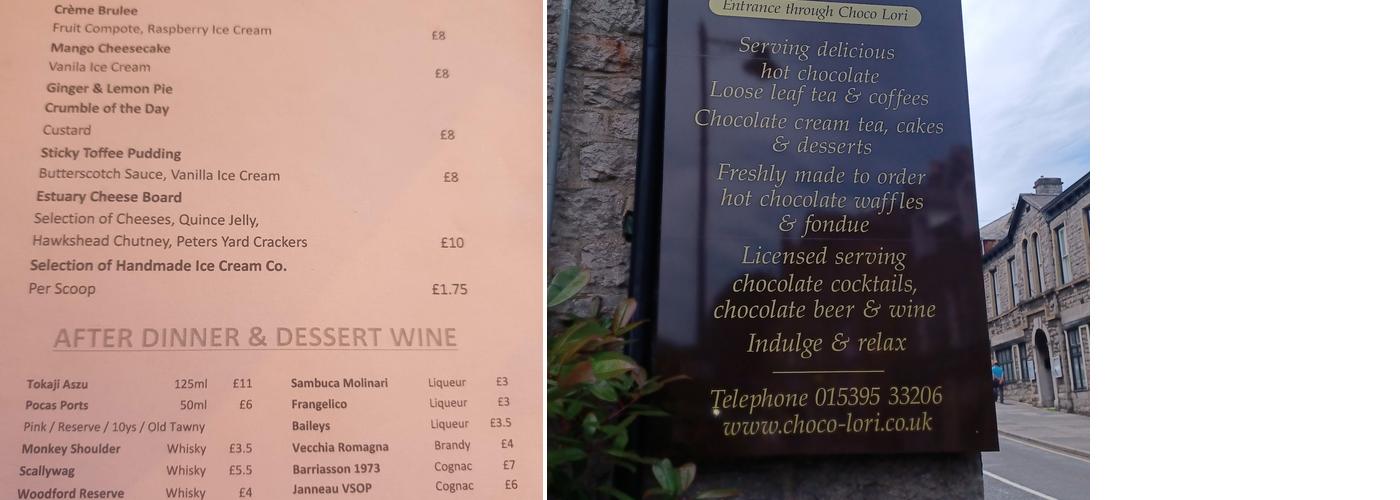 Crème Brulee
Fruit Compote, Raspberry Ice Cream £8
Mango Cheesecake
Vanila Ice Cream £8
Ginger & Lemon Pie
Crumble of the Day
Custard £8
Sticky Toffee Pudding
Butterscotch Sauce, Vanilla Ice Cream £8
Estuary Cheese Board
Selection of Cheeses, Quince Jelly,
Hawkshead Chutney, Peters Yard Crackers £10
Selection of Handmade Ice Cream Co.
Per Scoop £1.75
AFTER DINNER & DESSERT WINE
Tokaji Aszu 125ml £11
Pocas Ports 50ml £6
Pink / Reserve / 10ys / Old Tawny
Monkey Shoulder Whisky £3.5
Scallywag Whisky £5.5
Woodford Reserve Whisky £4
Sambuca Molinari Liqueur £3
Frangelico Liqueur £3
Baileys Liqueur £3.5
Vecchia Romagna Brandy £4
Barriasson 1973 Cognac £7
Janneau VSOP Cognac £6
Entrance through Choco Lori
Serving delicious
hot chocolate
Loose leaf tea & coffees
Chocolate cream tea, cakes
& desserts
Freshly made to order
hot chocolate waffles
& fondue
Licensed serving
chocolate cocktails,
chocolate beer & wine
Indulge & relax
Telephone 015395 33206
www.choco-lori.co.uk